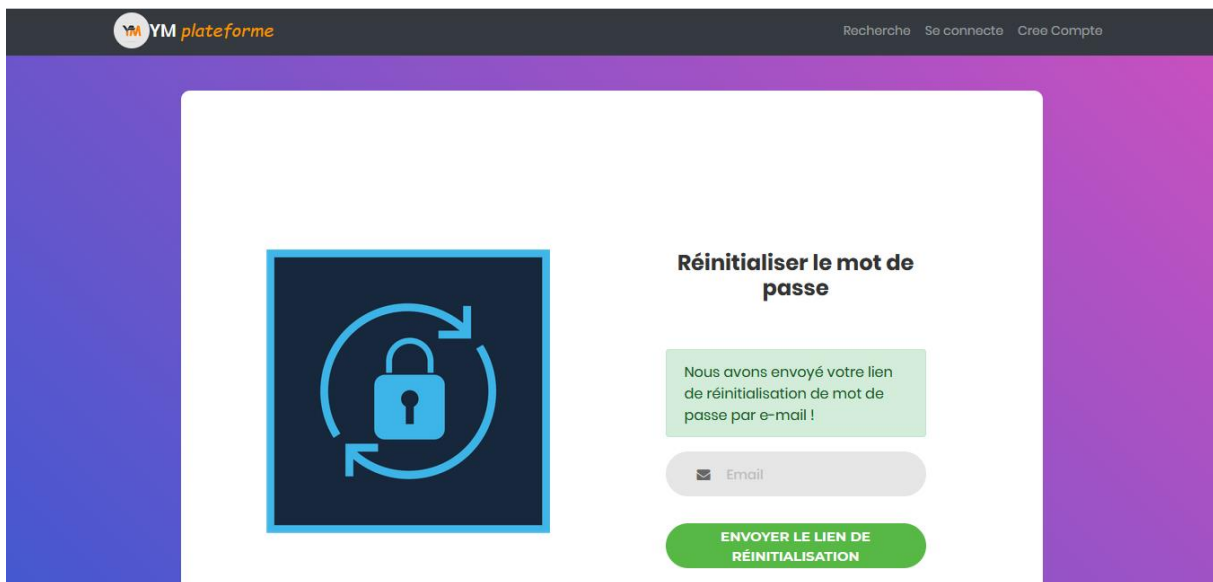 YM YM plateforme
Recherche Se connecte Cree Compte
Réinitialiser le mot de
passe
Nous avons envoyé votre lien
de réinitialisation de mot de
passe par e-mail !
Email
ENVOYER LE LIEN DE
RÉINITIALISATION